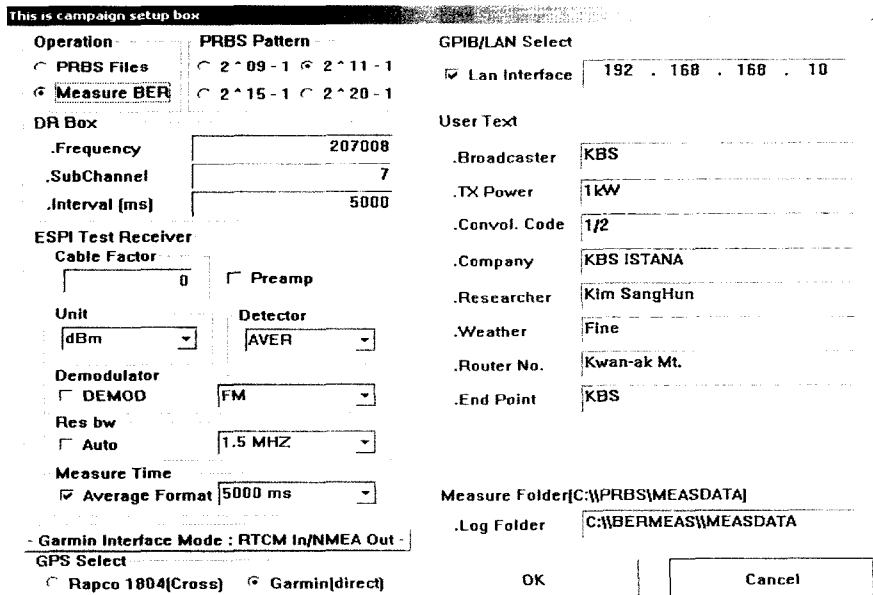 This is campaign setup box
Operation
PRBS Files
Measure BER
PRBS Pattern
2^09-1 2^11-1
2^15-1 2^20-1
DR Box
.Frequency 207008
.SubChannel 7
.Interval (ms) 5000
ESPI Test Receiver
Cable Factor
0 Preamp
Unit
dBm
Detector
AVER
Demodulator
DEMOD FM
Res bw
Auto 1.5 MHZ
Measure Time
Average Format 5000 ms
- Garmin Interface Mode : RTCM In/NMEA Out -
GPS Select
Rapco 1804(Cross) Garmin(direct)
GPIB/LAN Select
Lan Interface 192 . 168 . 168 . 10
User Text
.Broadcaster KBS
.TX Power 1kW
.Convol. Code 1/2
.Company KBS ISTANA
.Researcher Kim SangHun
.Weather Fine
.Router No. Kwan-ak Mt.
.End Point KBS
Measure Folder[C:\\PRBS\MEASDATA]
.Log Folder C:\\BERMEAS\\MEASDATA
OK Cancel